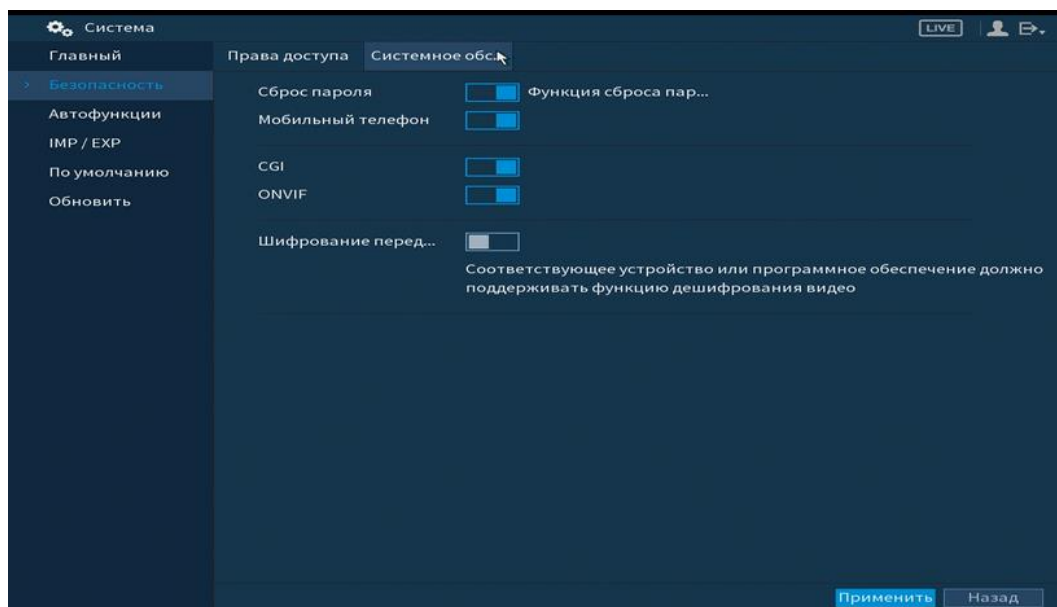 Система
LIVE
Главный
Права доступа
Системное обс...
Безопасность
Сброс пароля
Функция сброса пар...
Автофункции
Мобильный телефон
IMP / EXP
CGI
По умолчанию
ONVIF
Обновить
Шифрование перед...
Соответствующее устройство или программное обеспечение должно
поддерживать функцию дешифрования видео
Применить
Назад